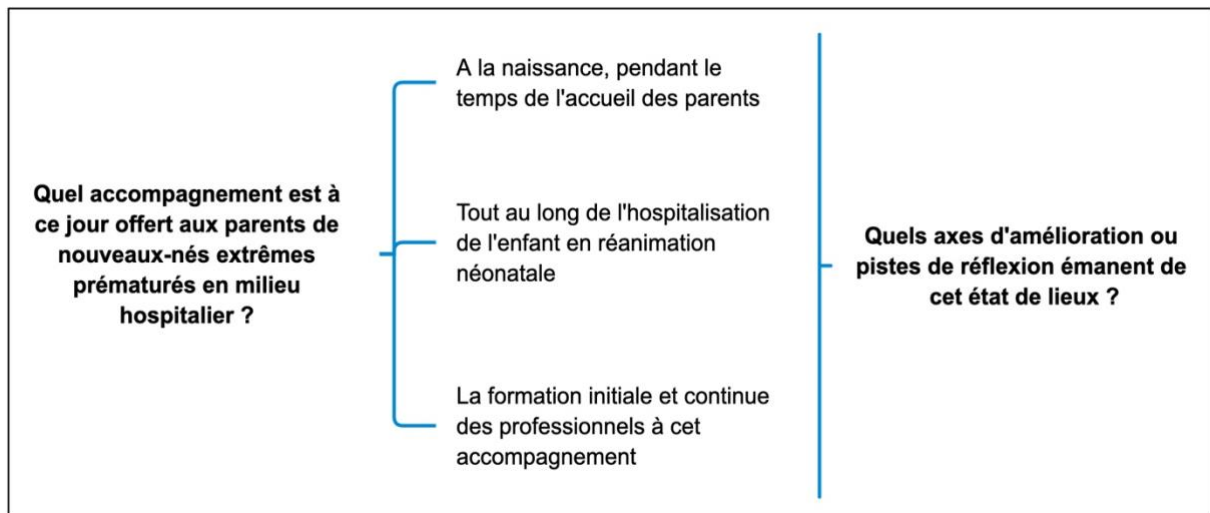 Quel accompagnement est à
ce jour offert aux parents de
nouveaux-nés extrêmes
prématurés en milieu
hospitalier ?
A la naissance, pendant le
temps de l'accueil des parents
Tout au long de l'hospitalisation
de l'enfant en réanimation
néonatale
La formation initiale et continue
des professionnels à cet
accompagnement
Quels axes d'amélioration ou
pistes de réflexion émanent de
cet état de lieux ?